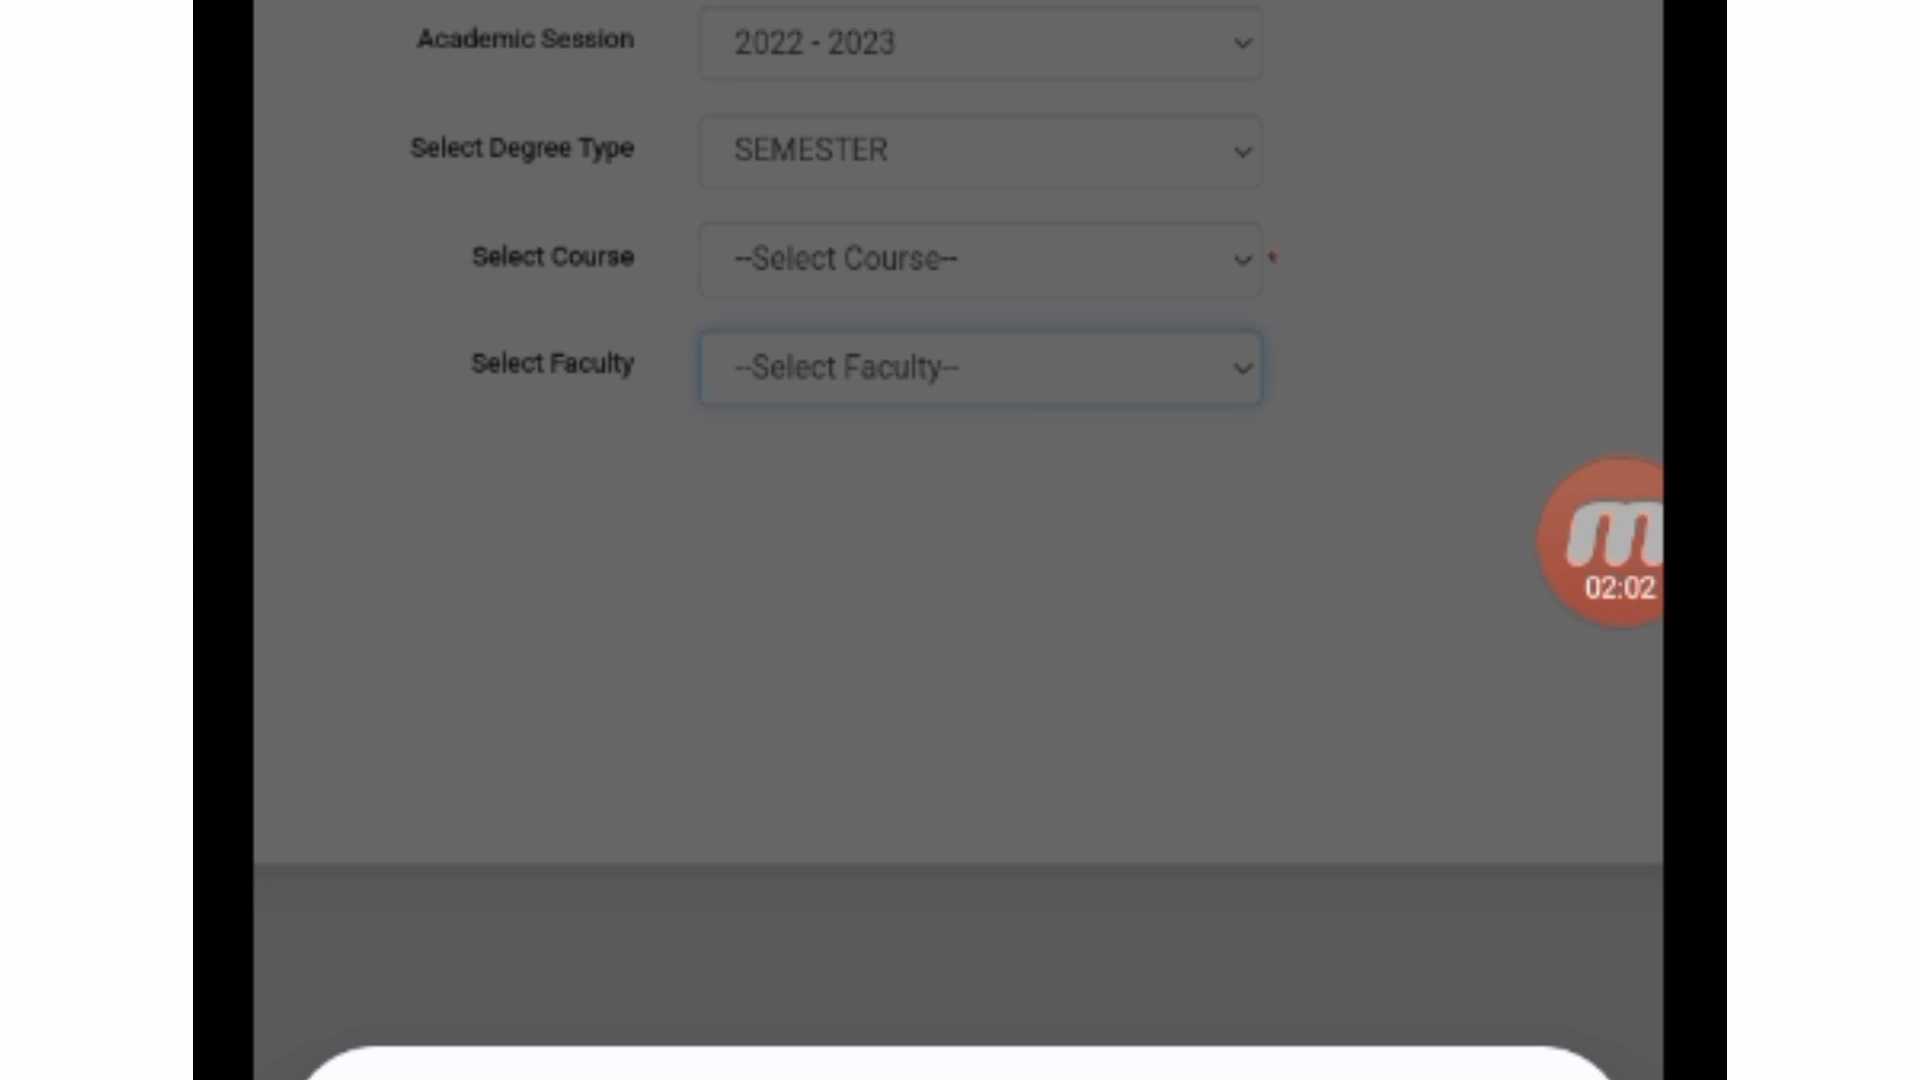 Academic Session 2022 - 2023
Select Degree Type SEMESTER
Select Course --Select Course-- *
Select Faculty --Select Faculty--
m
02:02